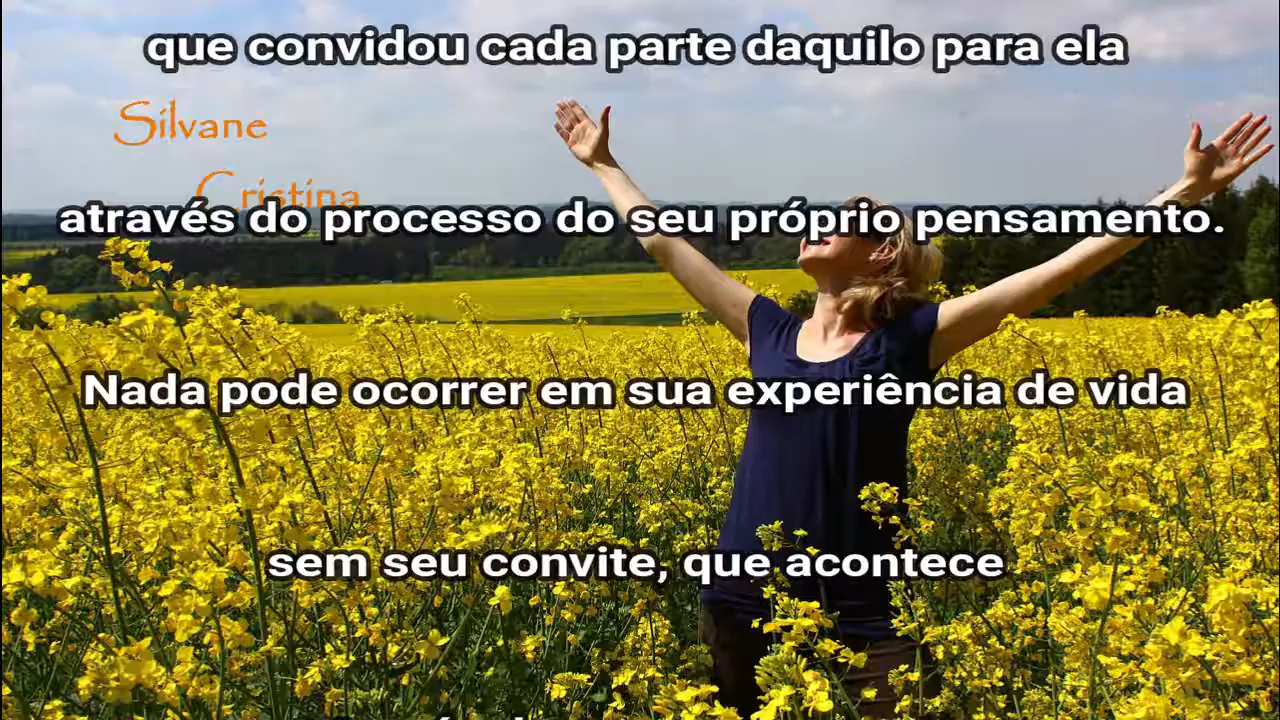 que convidou cada parte daquilo para ela
Silvane
Cristina
através do processo do seu próprio pensamento.
Nada pode ocorrer em sua experiência de vida
sem seu convite, que acontece